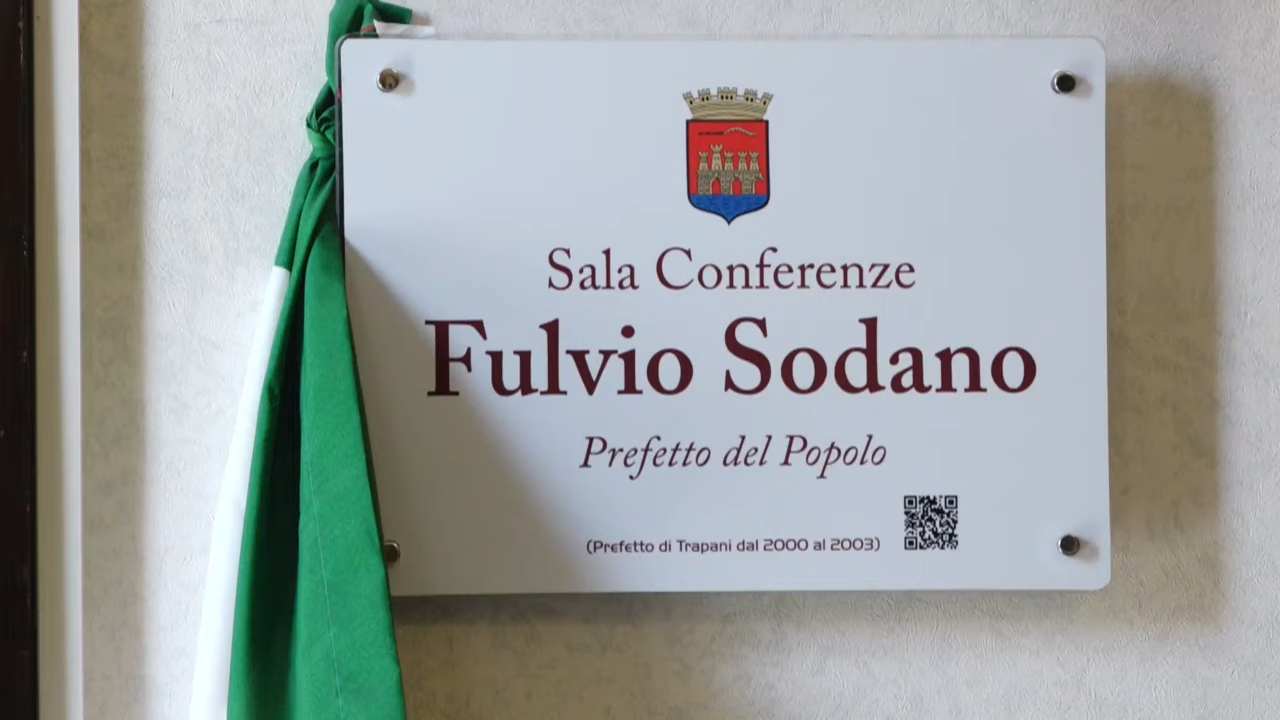 Sala Conferenze
Fulvio Sodano
Prefetto del Popolo
(Prefetto di Trapani dal 2000 al 2003)